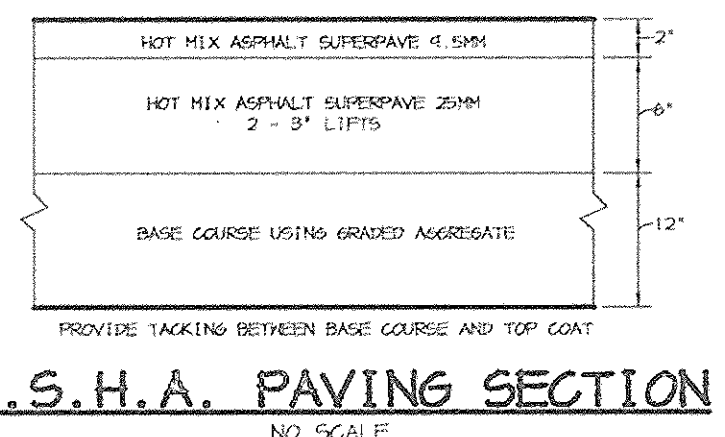 HOT MIX ASPHALT SUPERPAVE 9.5MM
2"
HOT MIX ASPHALT SUPERPAVE 25MM
2 - 3" LIFTS
6"
BASE COURSE USING GRADED AGGREGATE
12"
PROVIDE TACKING BETWEEN BASE COURSE AND TOP COAT
.S.H.A. PAVING SECTION
NO SCALE